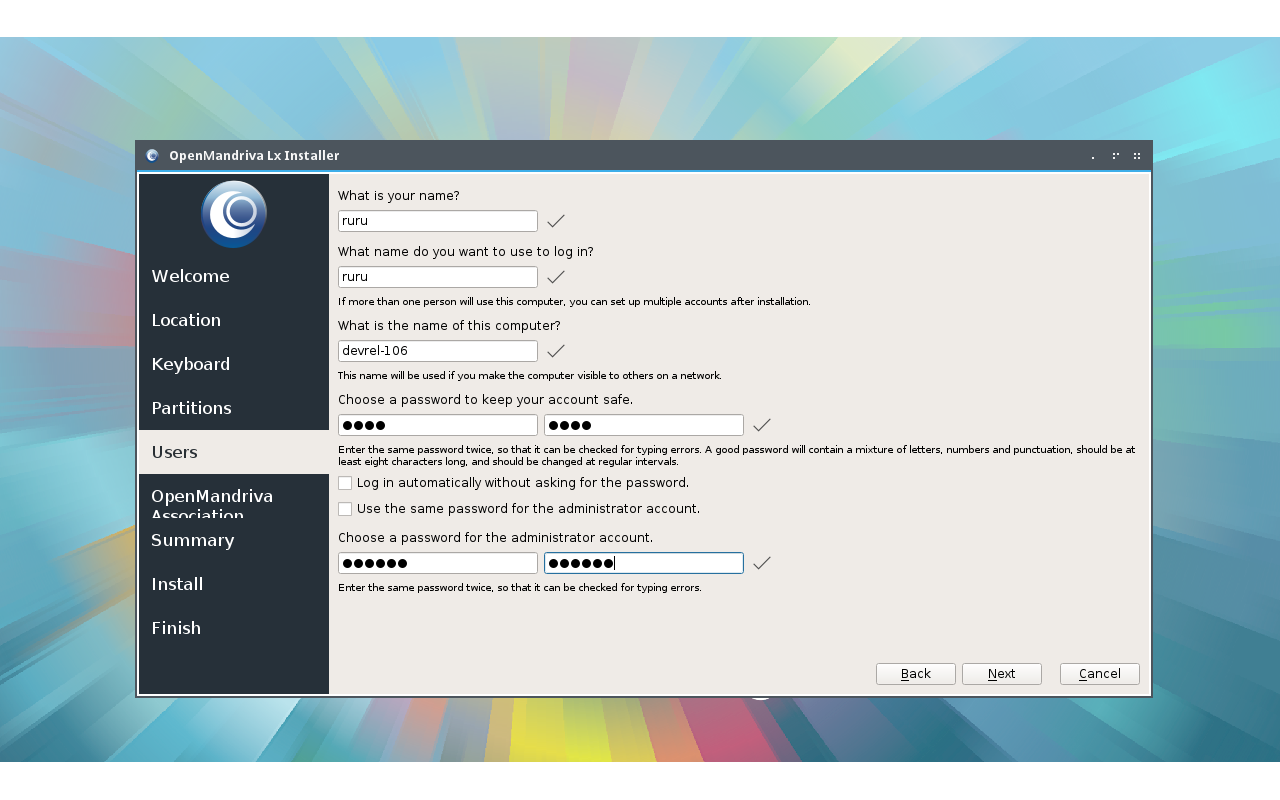 OpenMandriva Lx Installer
Welcome
Location
Keyboard
Partitions
Users
OpenMandriva
Association
Summary
Install
Finish
What is your name?
ruru
What name do you want to use to log in?
ruru
If more than one person will use this computer, you can set up multiple accounts after installation.
What is the name of this computer?
devrel-106
This name will be used if you make the computer visible to others on a network.
Choose a password to keep your account safe.
●●●● ●●●●
Enter the same password twice, so that it can be checked for typing errors. A good password will contain a mixture of letters, numbers and punctuation, should be at
least eight characters long, and should be changed at regular intervals.
Log in automatically without asking for the password.
Use the same password for the administrator account.
Choose a password for the administrator account.
●●●●●● ●●●●●●
Enter the same password twice, so that it can be checked for typing errors.
Back Next Cancel